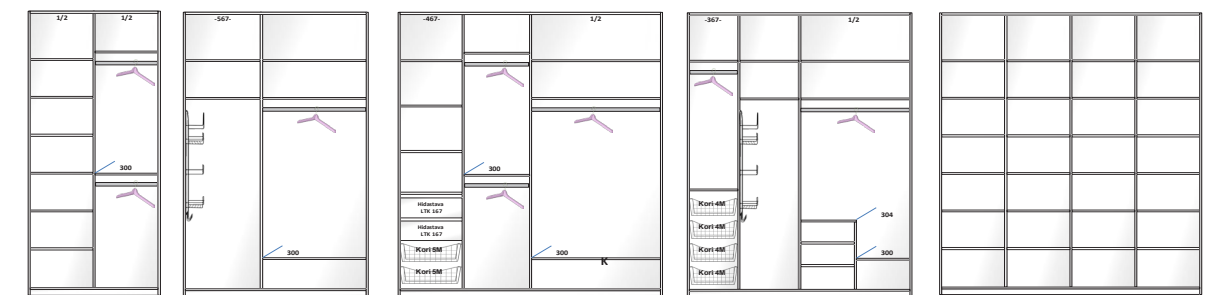 1/2 1/2
300
-567-
300
-467- 1/2
300
Hidastava
LTK 167
Hidastava
LTK 167
Kori 5M
Kori 5M
300
K
-367- 1/2
Kori 4M
Kori 4M
Kori 4M
Kori 4M
304
300